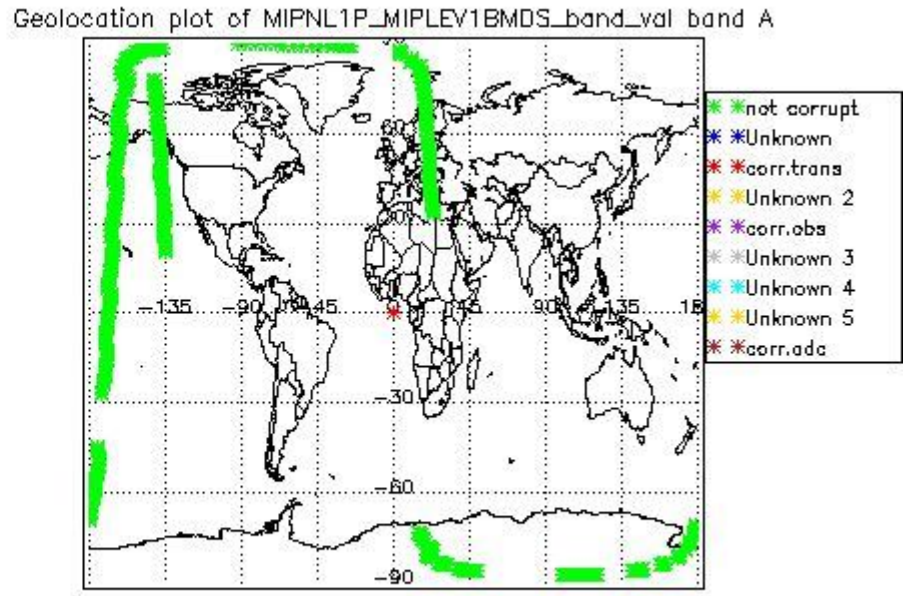 Geolocation plot of MIPNL1P_MIPLEV1BMDS_band_val band A
not corrupt
Unknown
corr.trans
Unknown 2
corr.obs
Unknown 3
Unknown 4
Unknown 5
corr.adc
60
-135 -90 45 90 135
-30
-60
-90